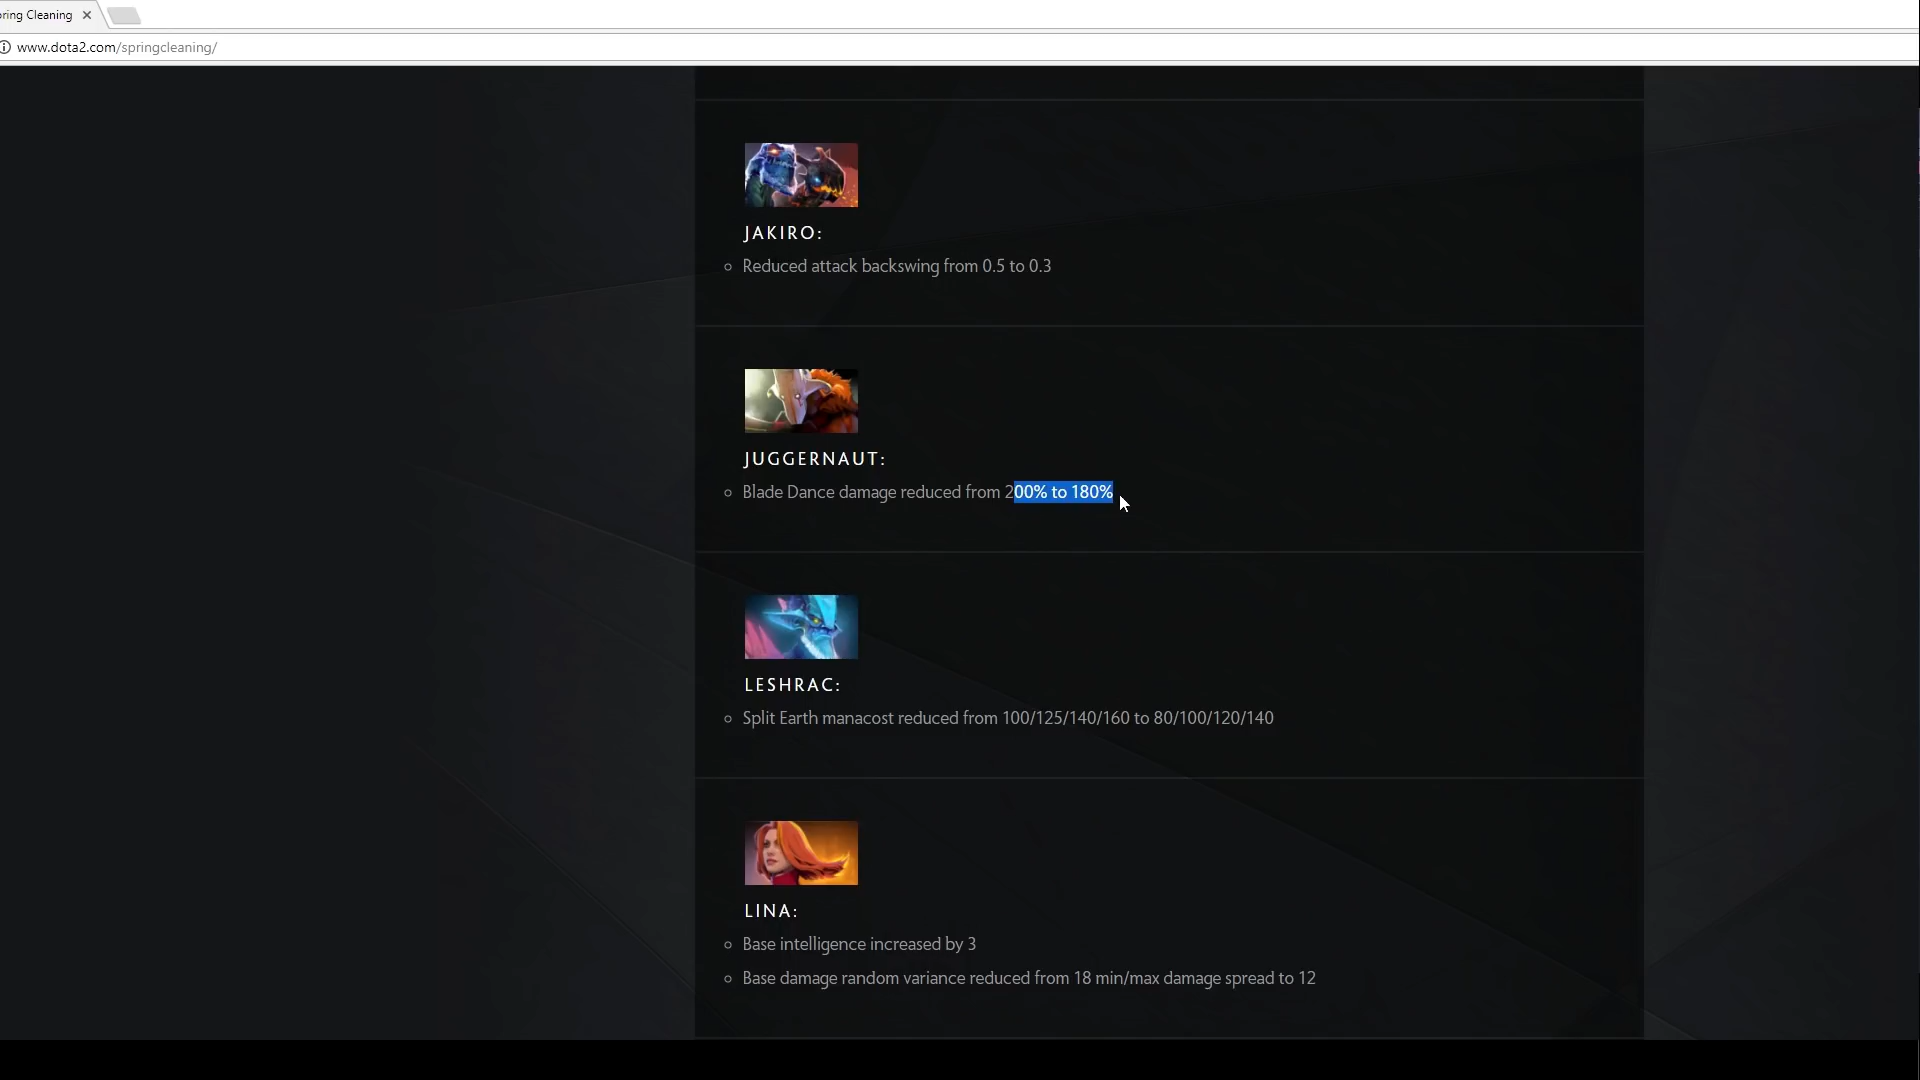 ring Cleaning
www.dota2.com/springcleaning/
JAKIRO:
Reduced attack backswing from 0.5 to 0.3
JUGGERNAUT:
Blade Dance damage reduced from 200% to 180%
LESHRAC:
Split Earth manacost reduced from 100/125/140/160 to 80/100/120/140
LINA:
Base intelligence increased by 3
Base damage random variance reduced from 18 min/max damage spread to 12